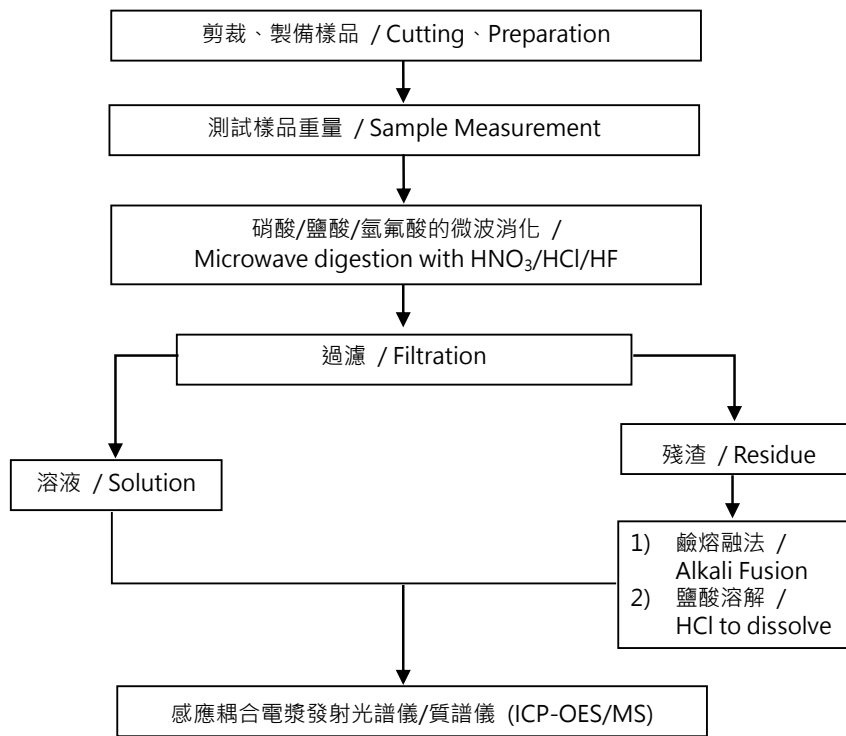 剪裁、製備樣品 / Cutting、Preparation
測試樣品重量 / Sample Measurement
硝酸/鹽酸/氫氟酸的微波消化 /
Microwave digestion with HNO₃/HCl/HF
過濾 / Filtration
溶液 / Solution
殘渣 / Residue
1) 鹼熔融法 /
Alkali Fusion
2) 鹽酸溶解 /
HCl to dissolve
感應耦合電漿發射光譜儀/質譜儀 (ICP-OES/MS)